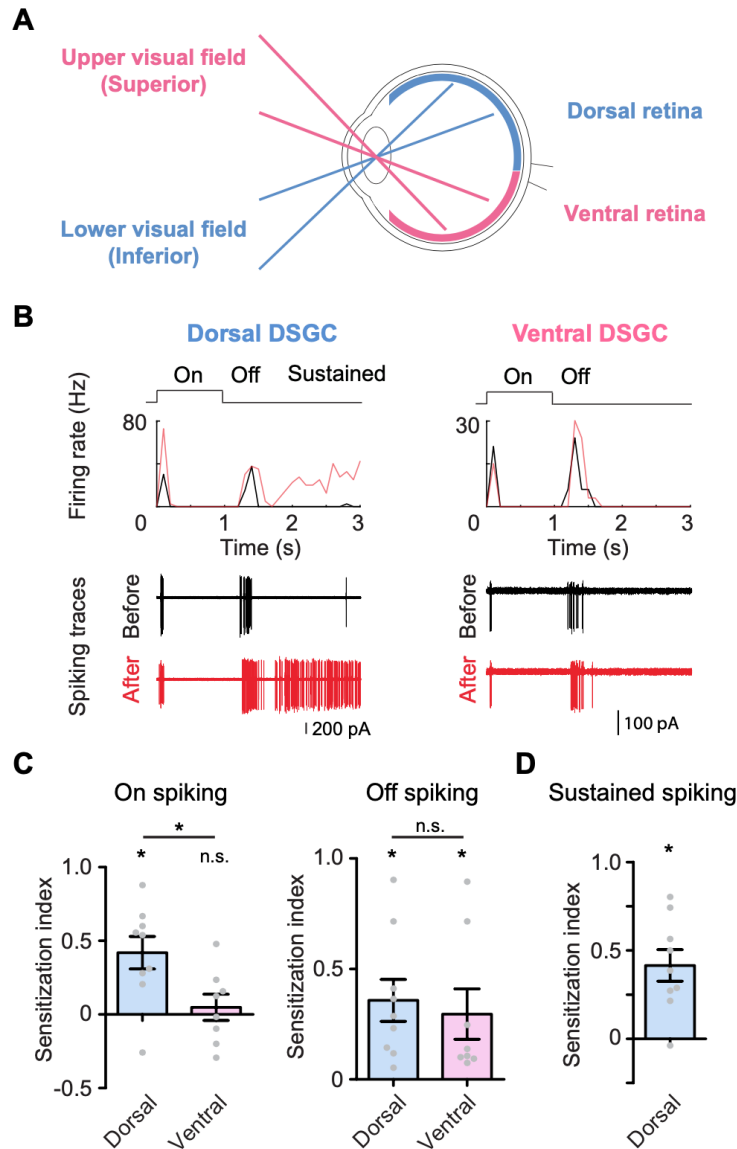 A
Upper visual field
(Superior)
Dorsal retina
Lower visual field
(Inferior)
Ventral retina
B
Dorsal DSGC
Ventral DSGC
On
Off
Sustained
On
Off
Firing rate (Hz)
80
0
1
2
3
Time (s)
30
0
1
2
3
Time (s)
Spiking traces
Before
After
200 pA
Before
After
100 pA
C
On spiking
*
*
n.s.
Sensitization index
1.0
0.5
0
-0.5
Dorsal
Ventral
Off spiking
n.s.
*
*
Sensitization index
1.0
0.5
0
Dorsal
Ventral
D
Sustained spiking
*
Sensitization index
1.0
0.5
0
Dorsal